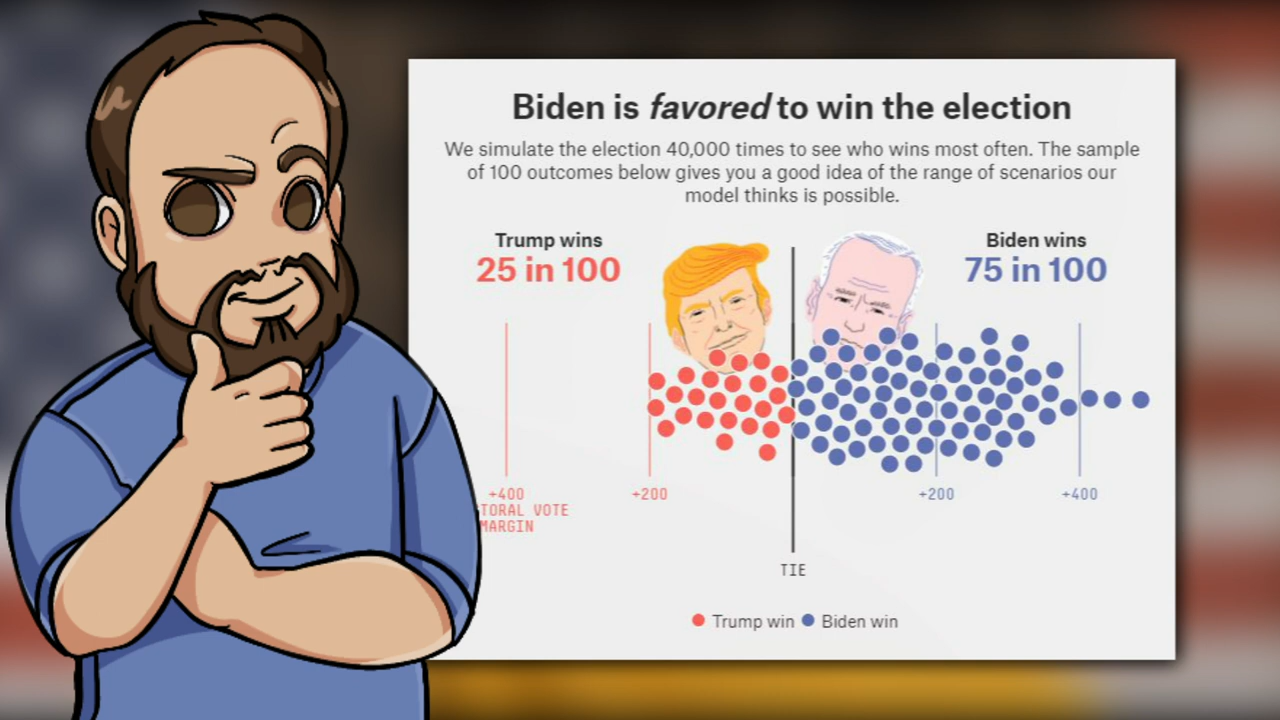 Biden is favored to win the election
We simulate the election 40,000 times to see who wins most often. The sample
of 100 outcomes below gives you a good idea of the range of scenarios our
model thinks is possible.
Trump wins
25 in 100
Biden wins
75 in 100
+400
+200
+200
+400
TORAL VOTE
MARGIN
TIE
Trump win
Biden win